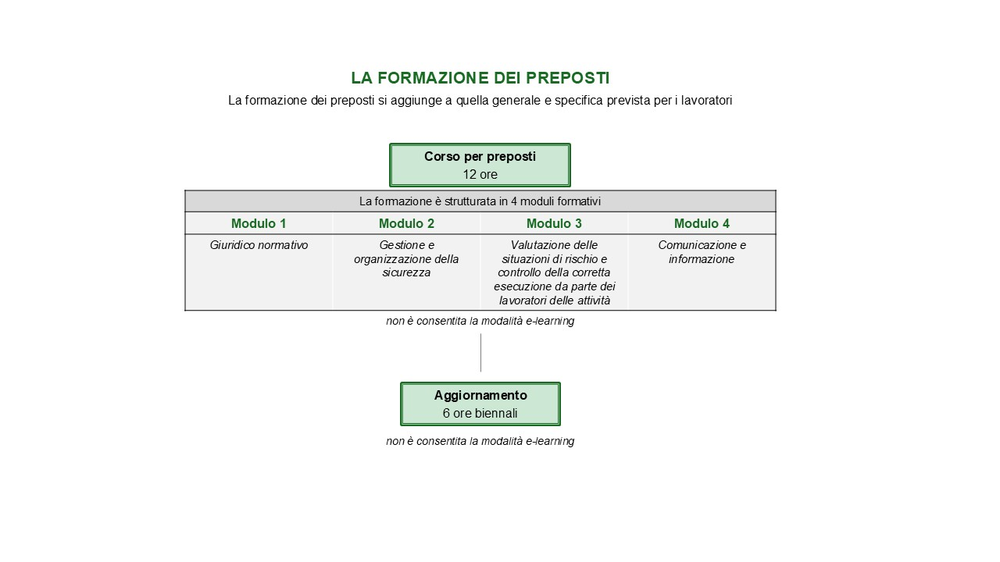 LA FORMAZIONE DEI PREPOSTI
La formazione dei preposti si aggiunge a quella generale e specifica prevista per i lavoratori
Corso per preposti
12 ore
La formazione è strutturata in 4 moduli formativi
Modulo 1
Giuridico normativo
Modulo 2
Gestione e
organizzazione della
sicurezza
Modulo 3
Valutazione delle
situazioni di rischio e
controllo della corretta
esecuzione da parte dei
lavoratori delle attività
Modulo 4
Comunicazione e
informazione
non è consentita la modalità e-learning
Aggiornamento
6 ore biennali
non è consentita la modalità e-learning